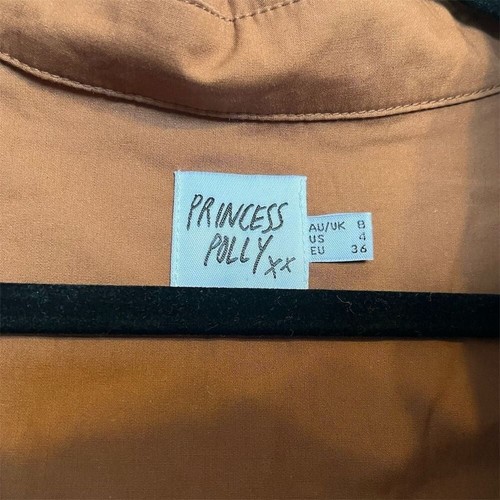 PRINCESS
POLLY xx
AU/UK 8
US 4
EU 36